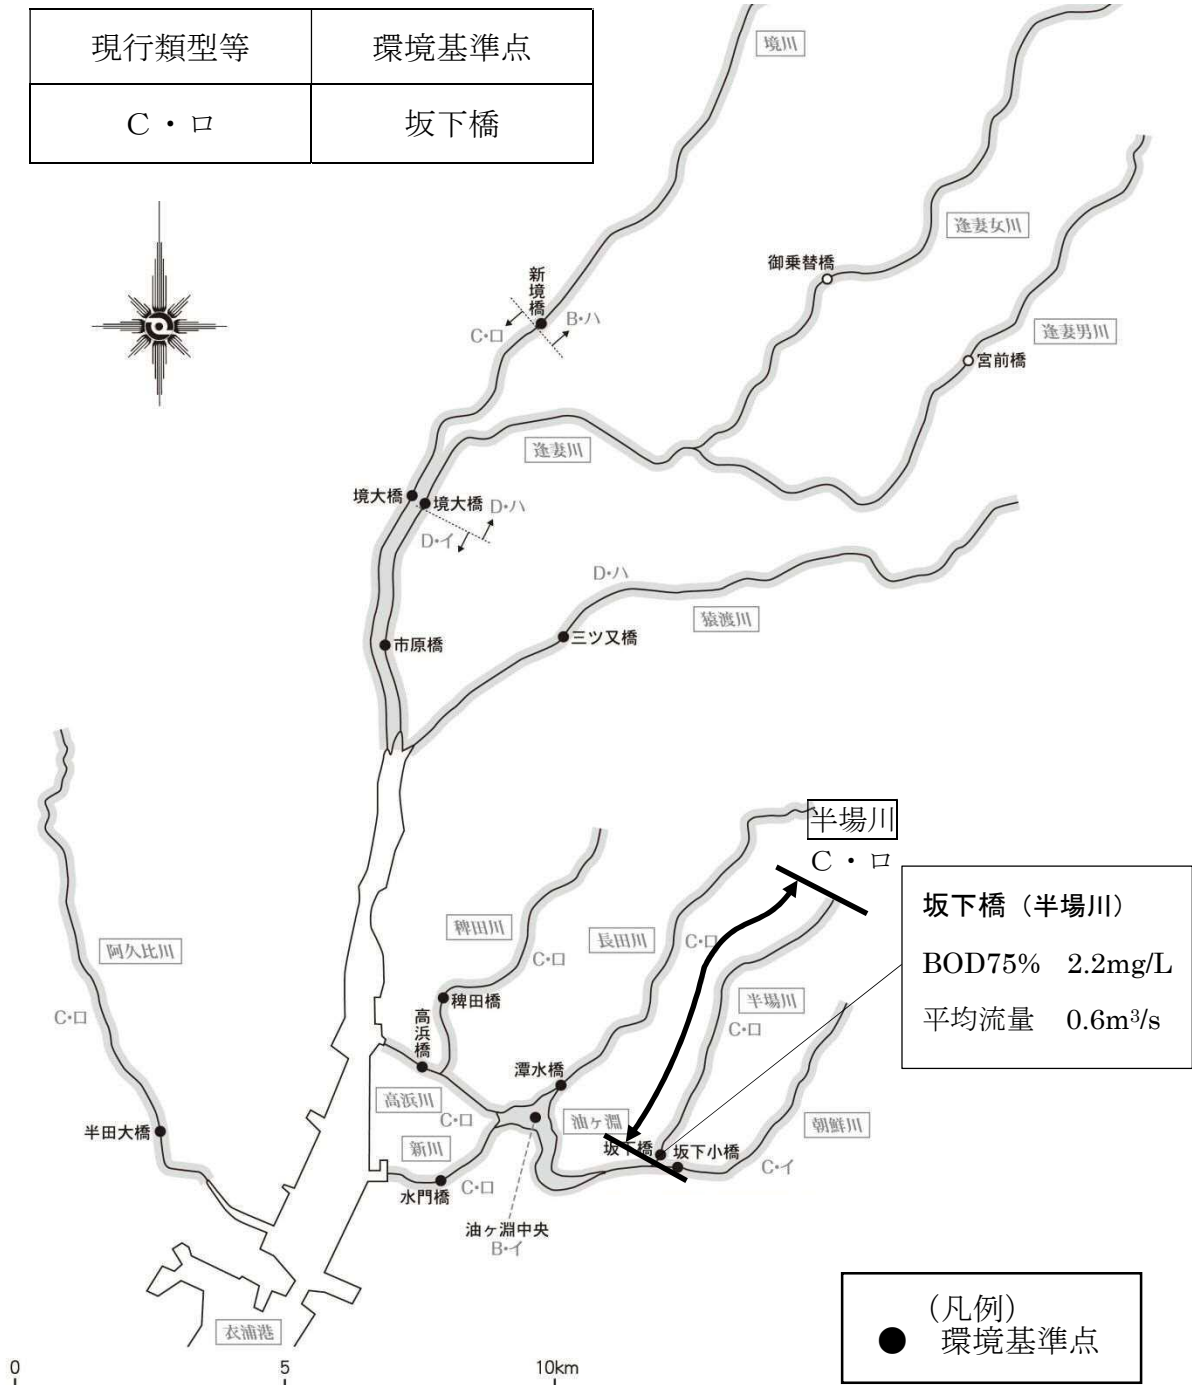 現行類型等 環境基準点
C・ロ 坂下橋
境川
逢妻女川
御乗替橋
新境橋
B・ハ
C・ロ
逢妻男川
宮前橋
逢妻川
境大橋
境大橋
D・ハ
D・イ
D・ハ
猿渡川
三ツ又橋
市原橋
半場川
C・ロ
坂下橋（半場川）
BOD75% 2.2mg/L
平均流量 0.6m³/s
稗田川
長田川
C・ロ
阿久比川
C・ロ
稗田橋
半場川
C・ロ
C・ロ
高浜橋
潭水橋
高浜川
C・ロ
油ヶ淵
朝鮮川
半田大橋
新川
坂下橋
坂下小橋
C・イ
水門橋
C・ロ
油ヶ淵中央
B・イ
衣浦港
（凡例）
● 環境基準点
0 5 10km